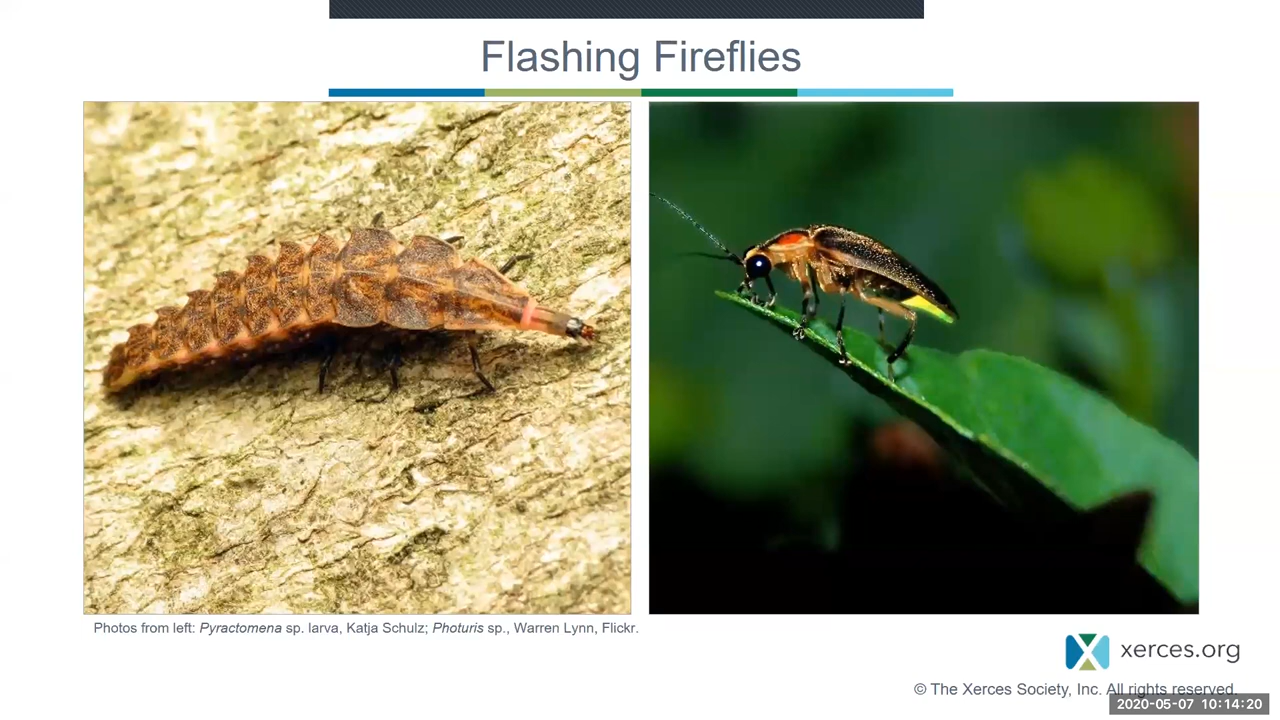 Flashing Fireflies
Photos from left: Pyractomena sp. larva, Katja Schulz; Photuris sp., Warren Lynn, Flickr.
xerces.org
© The Xerces Society, Inc. All rights reserved.
2020-05-07 10:14:20